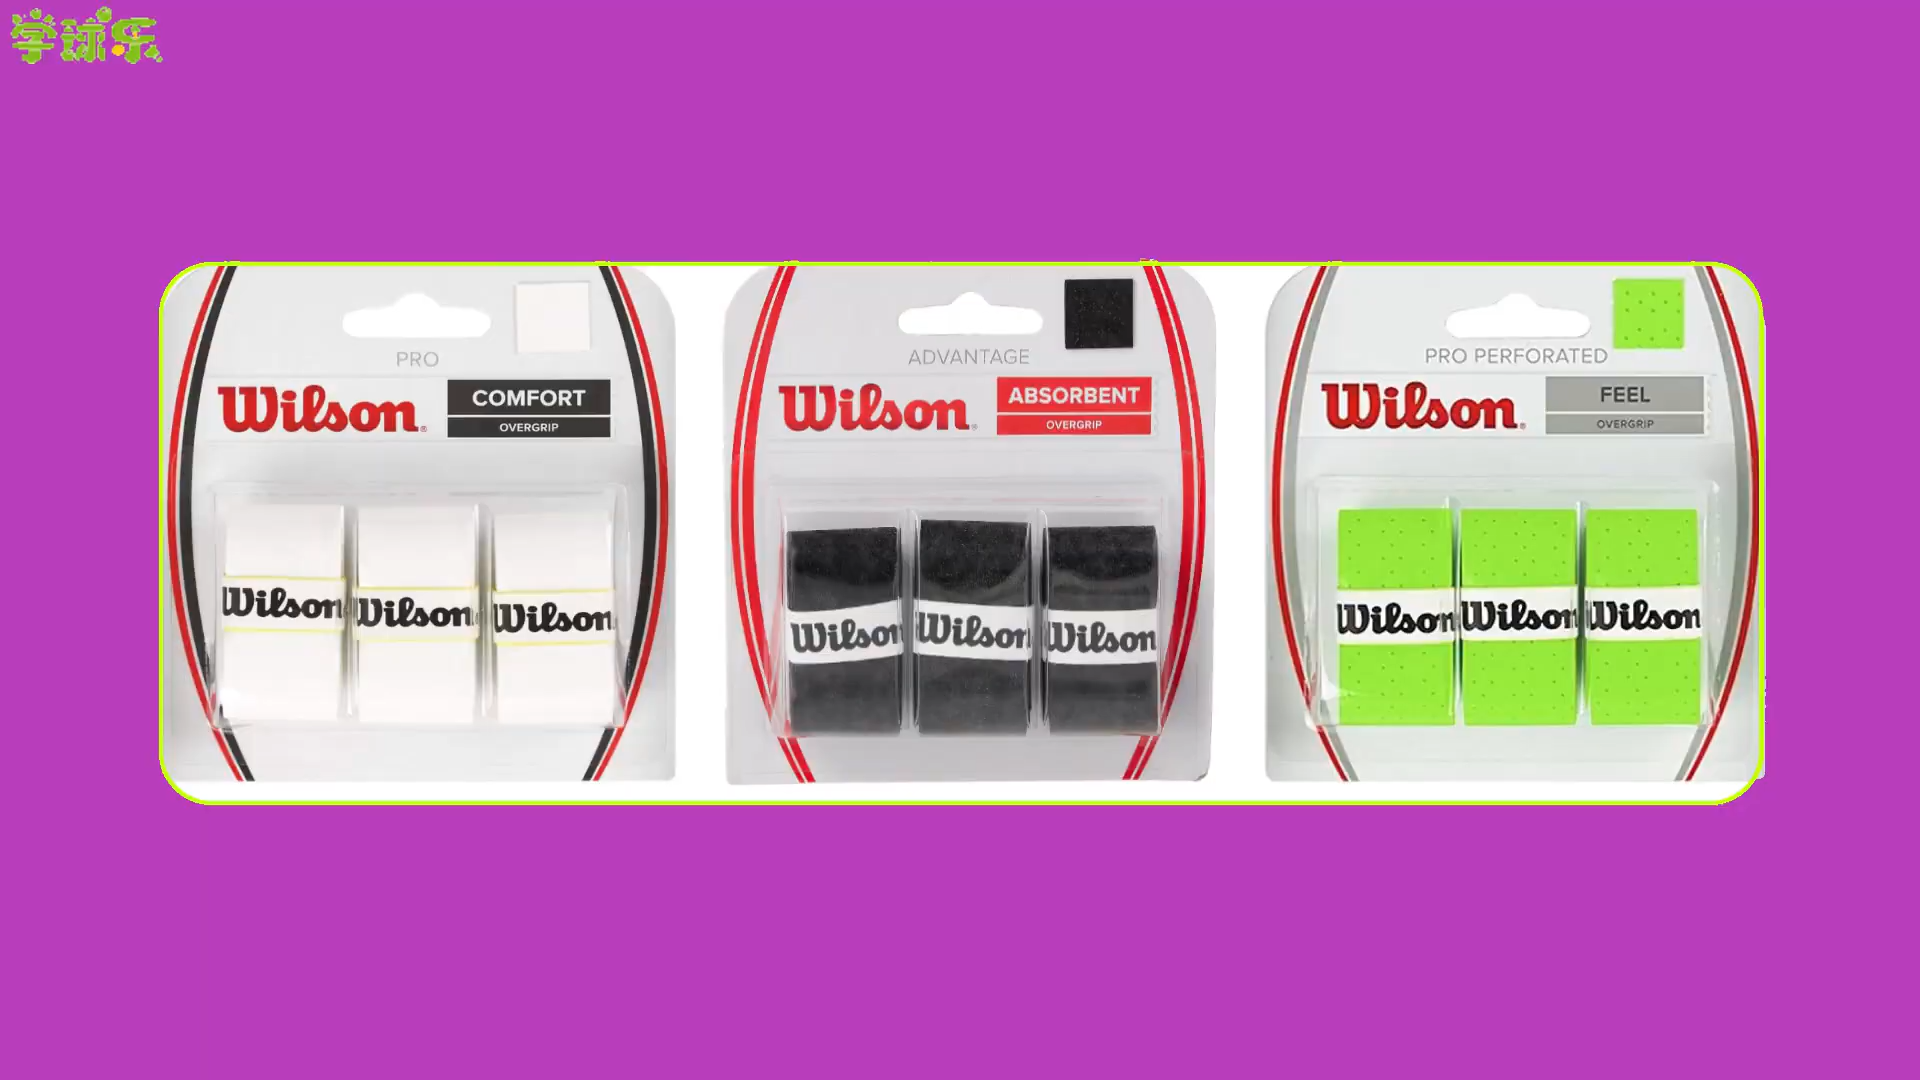 学球乐
PRO
Wilson®
COMFORT
OVERGRIP
Wilson Wilson Wilson
ADVANTAGE
Wilson®
ABSORBENT
OVERGRIP
Wilson Wilson Wilson
PRO PERFORATED
Wilson®
FEEL
OVERGRIP
Wilson Wilson Wilson